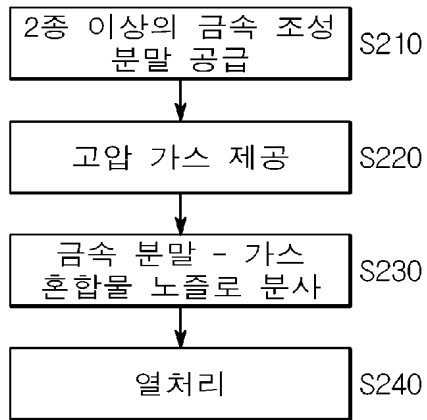 2종 이상의 금속 조성
분말 공급
S210
고압 가스 제공
S220
금속 분말 - 가스
혼합물 노즐로 분사
S230
열처리
S240